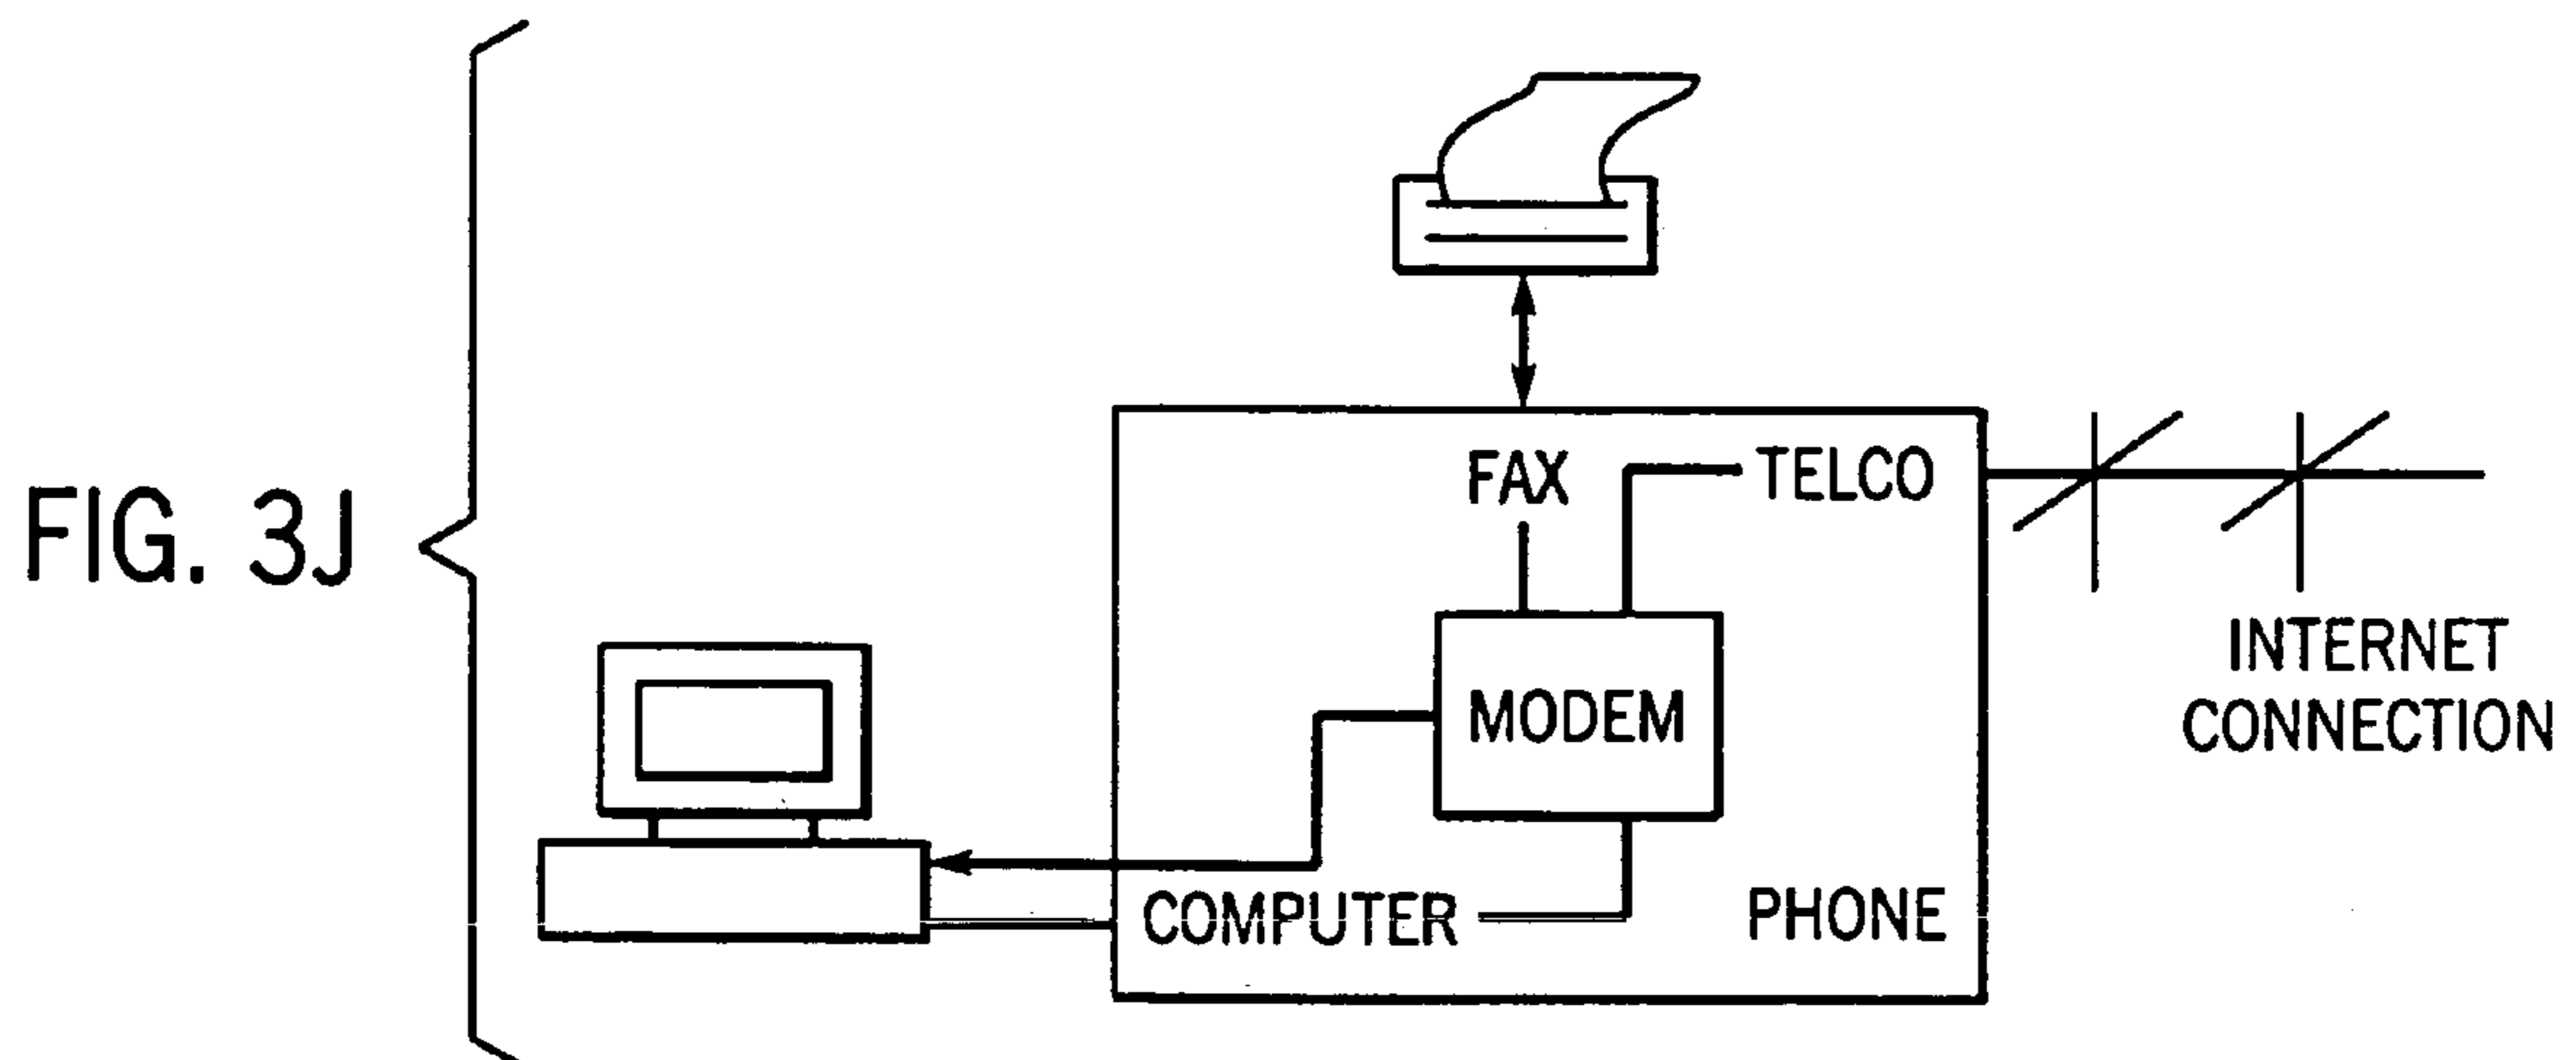 FIG. 3J
FAX
TELCO
MODEM
COMPUTER
PHONE
INTERNET
CONNECTION